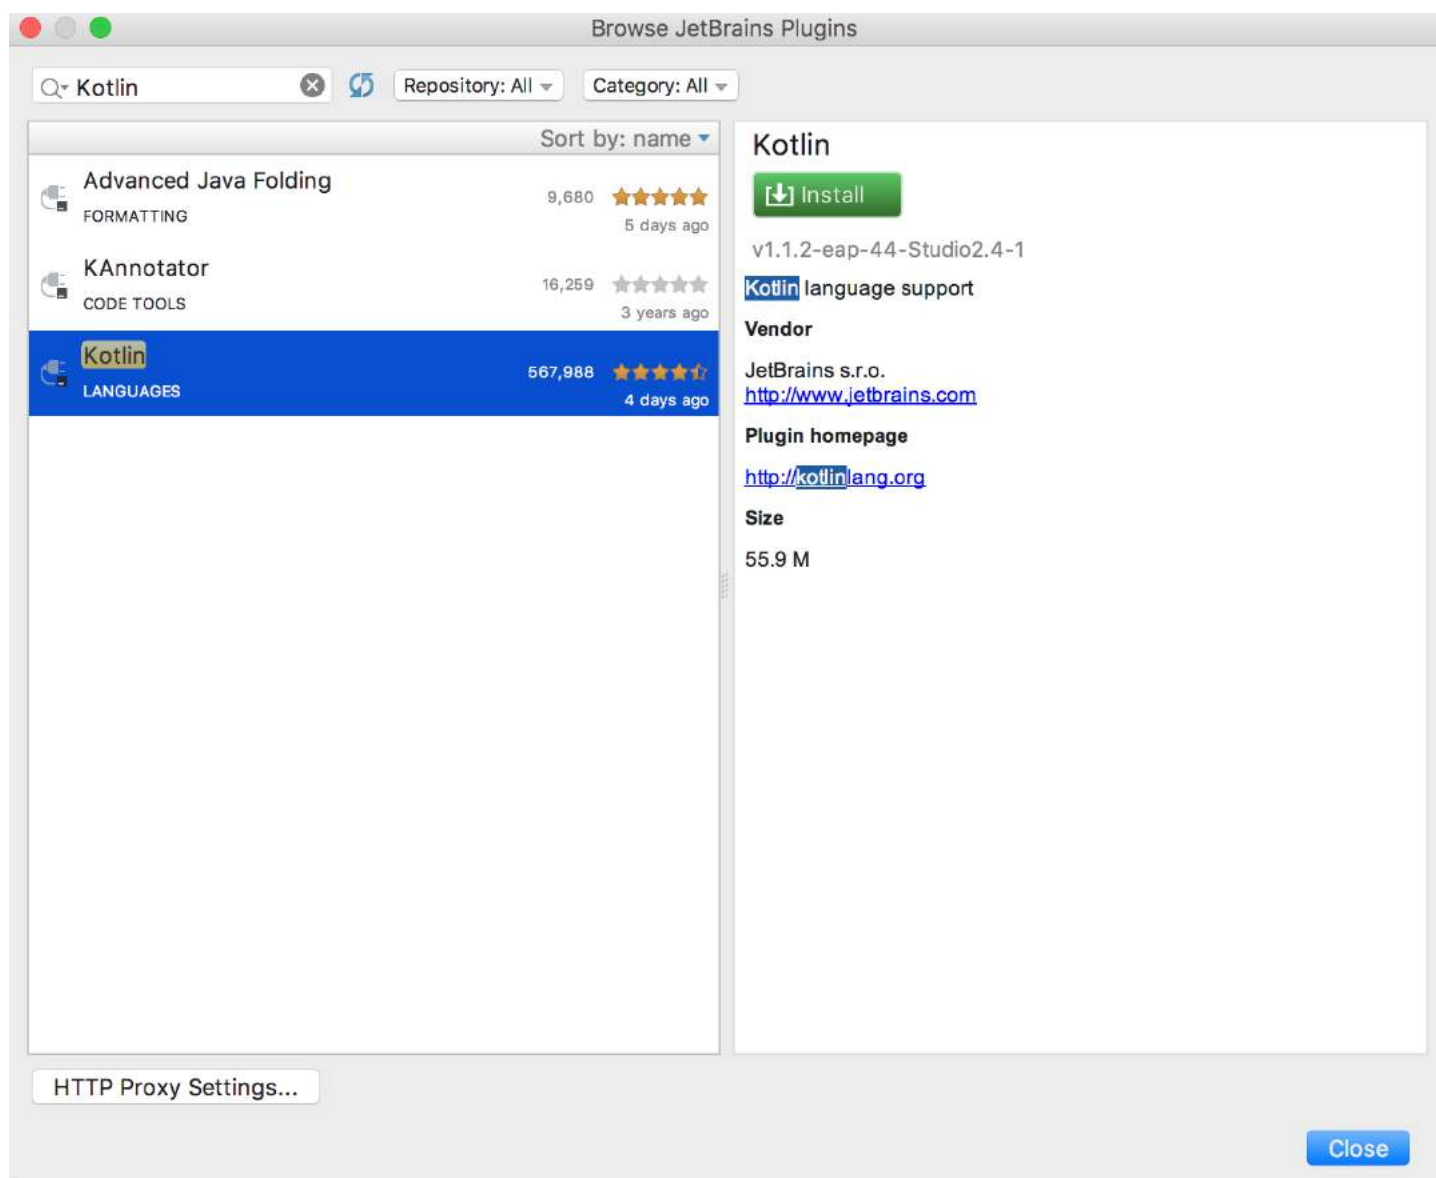 Browse JetBrains Plugins
Kotlin
Repository: All
Category: All
Sort by: name
Advanced Java Folding
FORMATTING
9,680
5 days ago
KAnnotator
CODE TOOLS
16,259
3 years ago
Kotlin
LANGUAGES
567,988
4 days ago
Kotlin
Install
v1.1.2-eap-44-Studio2.4-1
Kotlin language support
Vendor
JetBrains s.r.o.
http://www.jetbrains.com
Plugin homepage
http://kotlinlang.org
Size
55.9 M
HTTP Proxy Settings...
Close